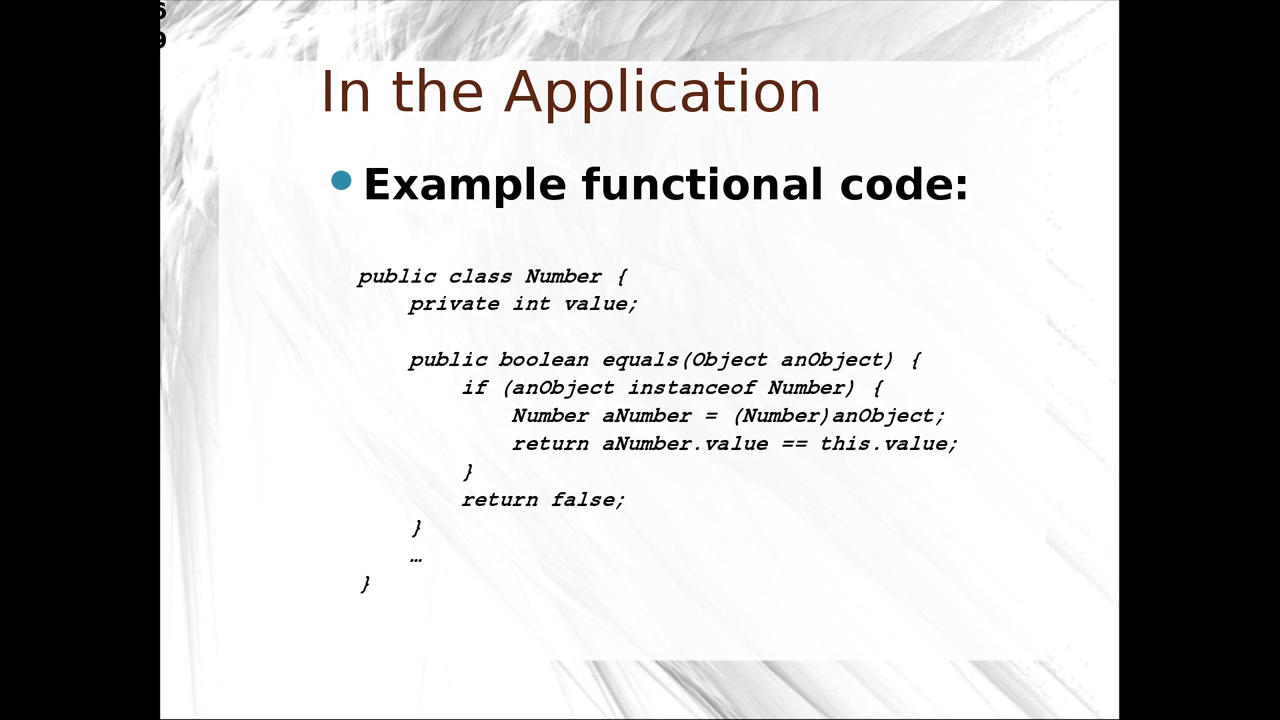 69
In the Application
Example functional code:
public class Number {
    private int value;

    public boolean equals(Object anObject) {
        if (anObject instanceof Number) {
            Number aNumber = (Number)anObject;
            return aNumber.value == this.value;
        }
        return false;
    }
    …
}